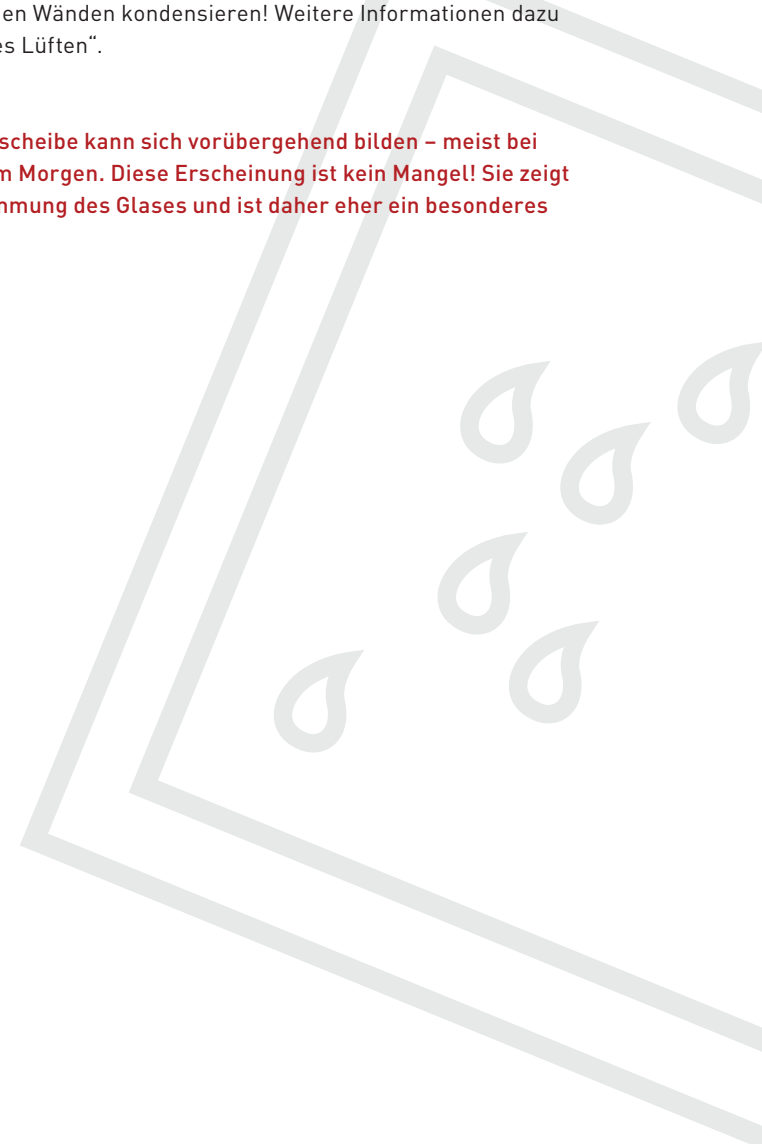 en Wänden kondensieren! Weitere Informationen dazu
es Lüften“.
scheibe kann sich vorübergehend bilden – meist bei
m Morgen. Diese Erscheinung ist kein Mangel! Sie zeigt
mmung des Glases und ist daher eher ein besonderes